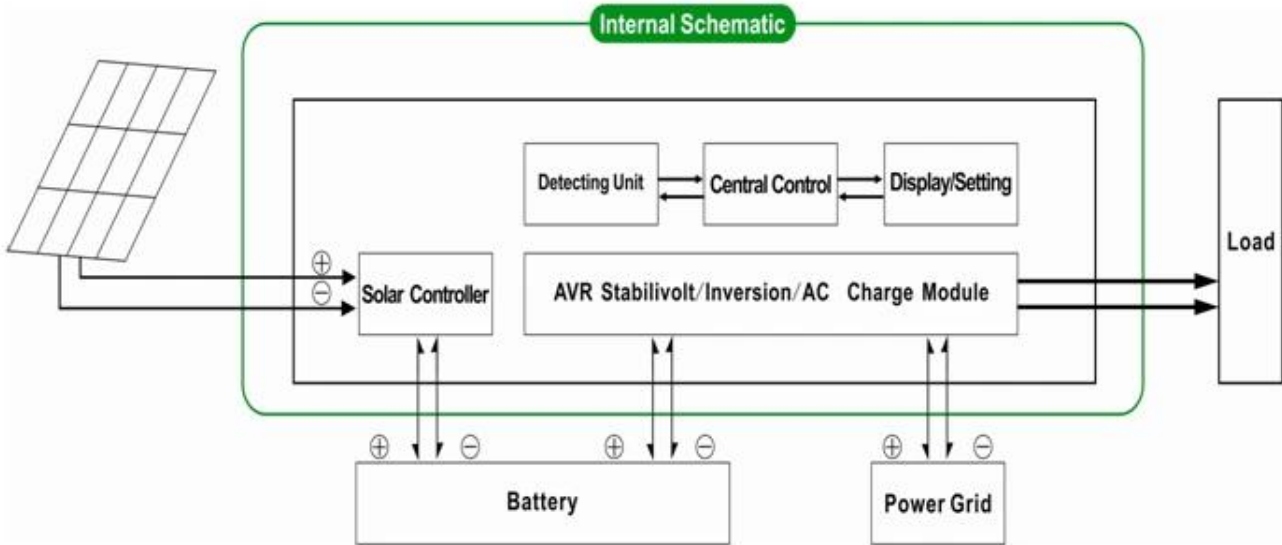 Internal Schematic
Detecting Unit
Central Control
Display/Setting
Load
⊕
⊖
Solar Controller
AVR Stabilivolt/Inversion/AC Charge Module
⊕ ⊖ ⊕ ⊖ ⊕ ⊖
Battery
Power Grid